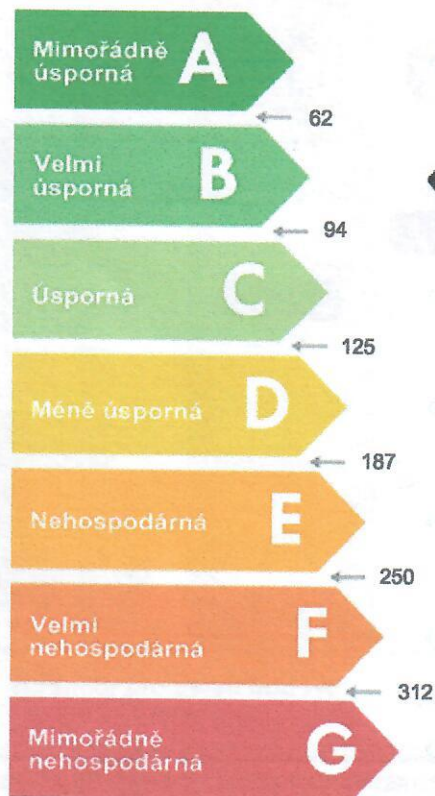 Mimořádně
úsporná
A
62
Velmi
úsporná
B
94
Úsporná
C
125
Méně úsporná
D
187
Nehospodárná
E
250
Velmi
nehospodárná
F
312
Mimořádně
nehospodárná
G